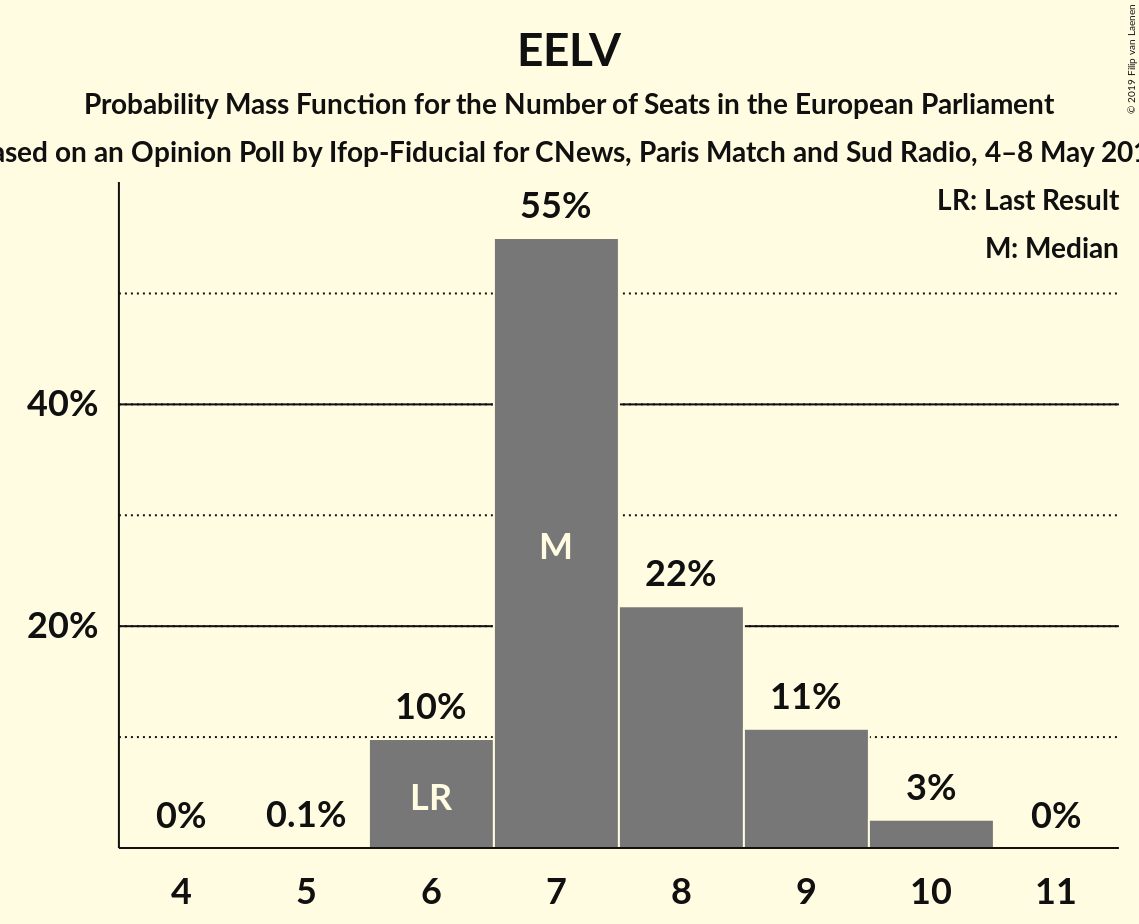 EELV
Probability Mass Function for the Number of Seats in the European Parliament
ased on an Opinion Poll by Ifop-Fiducial for CNews, Paris Match and Sud Radio, 4–8 May 201
© 2019 Filip van Laenen
LR: Last Result
M: Median
55%
40%
M
22%
20%
11%
10%
LR
3%
0%
0.1%
0%
4 5 6 7 8 9 10 11